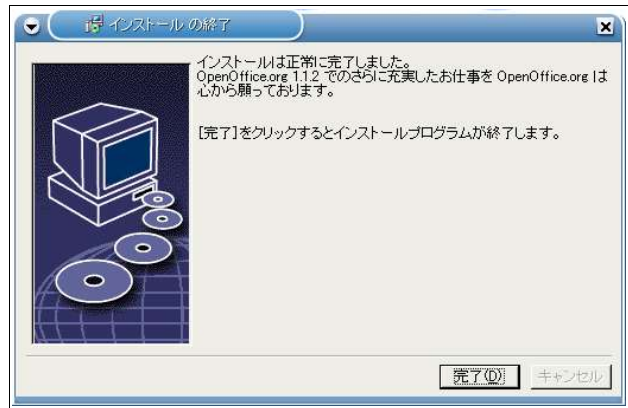 インストール の終了
インストールは正常に完了しました。
OpenOffice.org 1.1.2 でのさらに充実したお仕事を OpenOffice.org は
心から願っております。
[完了]をクリックするとインストールプログラムが終了します。
完了(D)
キャンセル